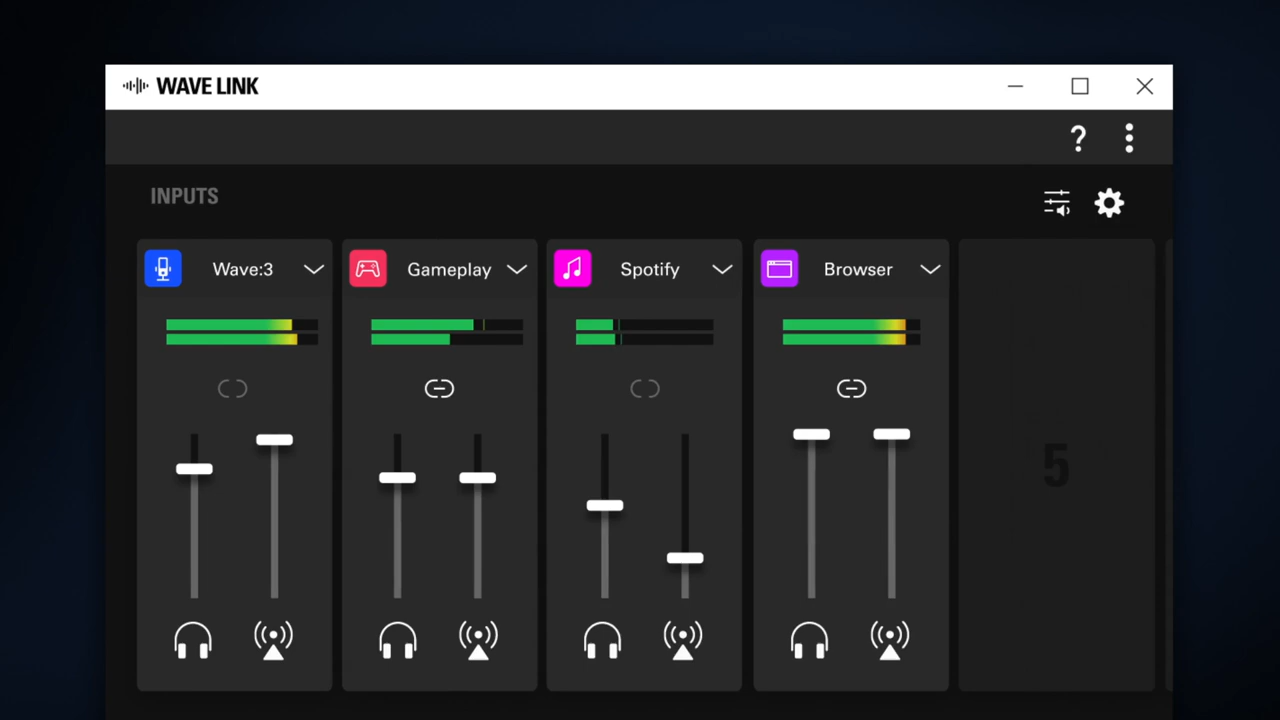 WAVE LINK
?
INPUTS
Wave:3
Gameplay
Spotify
Browser
5